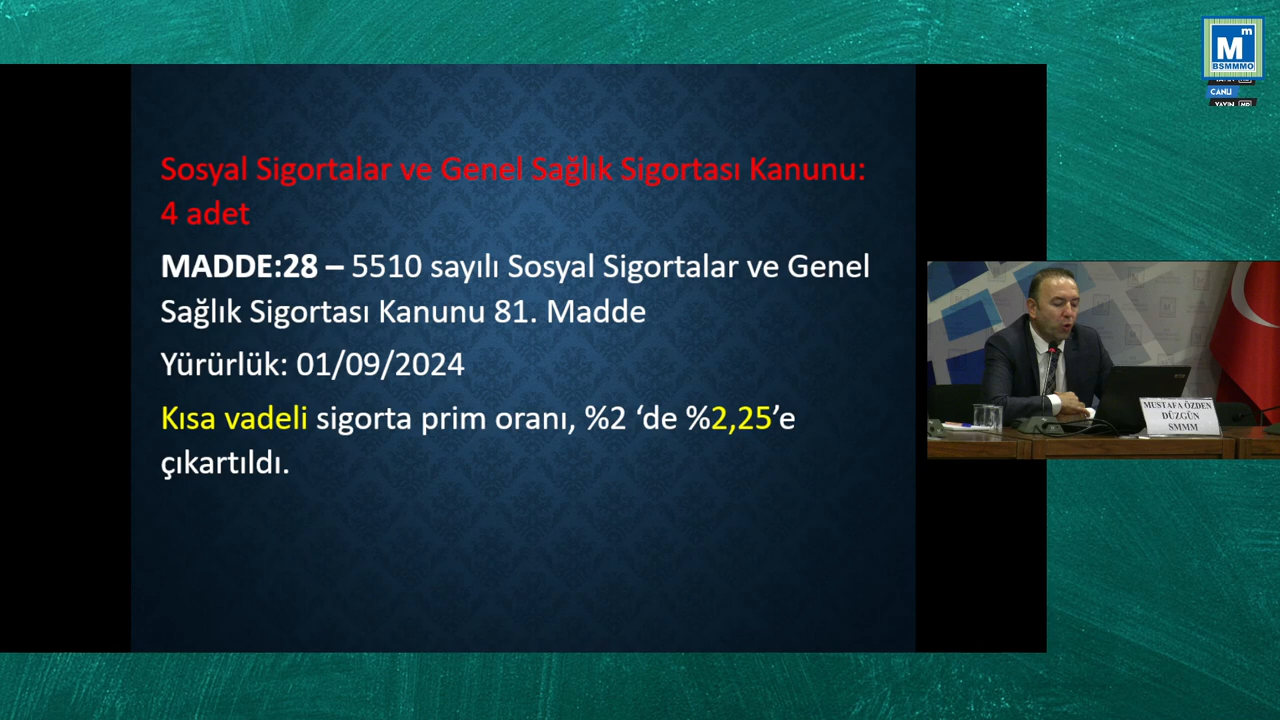 Sosyal Sigortalar ve Genel Sağlık Sigortası Kanunu:
4 adet
MADDE:28 – 5510 sayılı Sosyal Sigortalar ve Genel
Sağlık Sigortası Kanunu 81. Madde
Yürürlük: 01/09/2024
Kısa vadeli sigorta prim oranı, %2 ‘de %2,25’e
çıkartıldı.
M m
BSMMMO
CANLI
YAYIN
MUSTAFA ÖZDEN
DÜZGÜN
SMMM